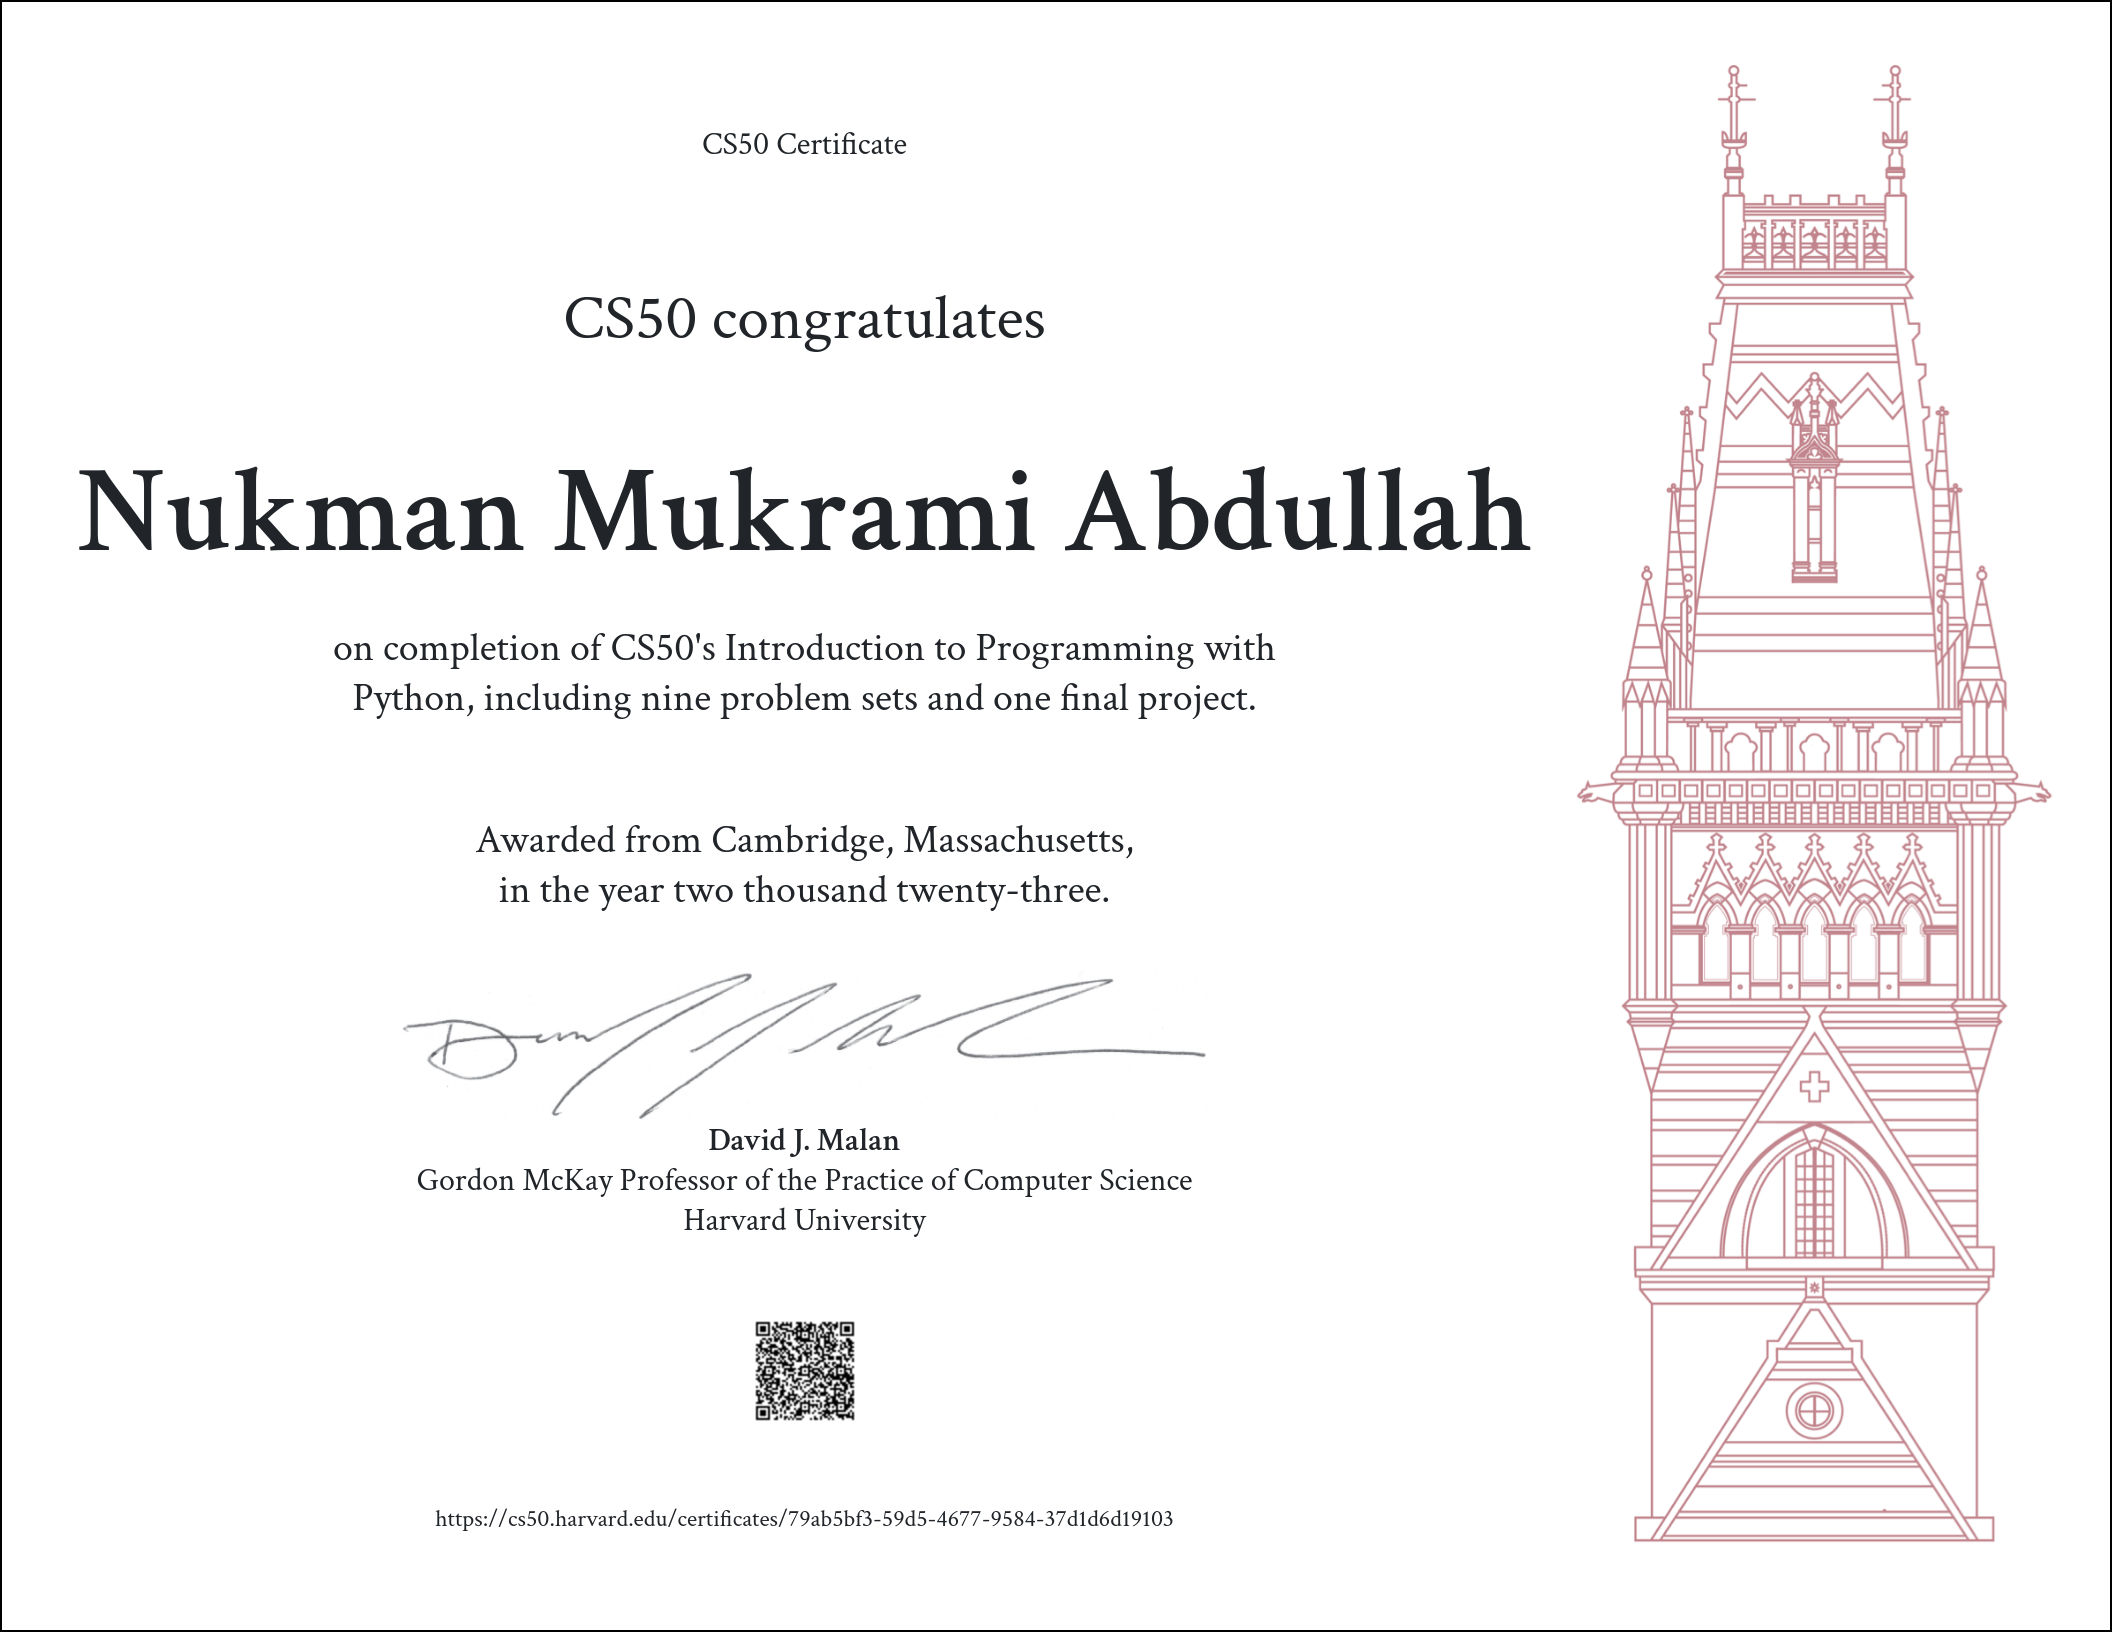 CS50 Certificate
CS50 congratulates
Nukman Mukrami Abdullah
on completion of CS50's Introduction to Programming with
Python, including nine problem sets and one final project.
Awarded from Cambridge, Massachusetts,
in the year two thousand twenty-three.
David J. Malan
Gordon McKay Professor of the Practice of Computer Science
Harvard University
https://cs50.harvard.edu/certificates/79ab5bf3-59d5-4677-9584-37d1d6d19103